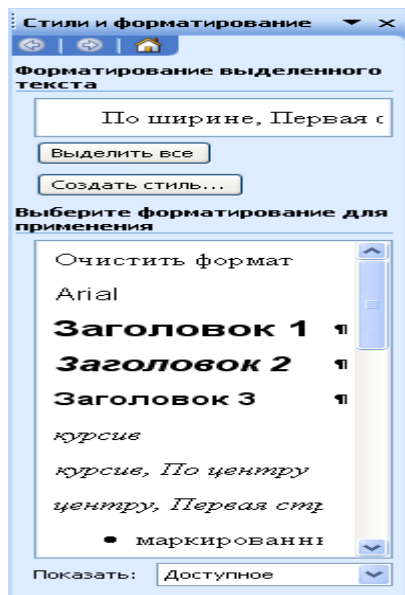 Стили и форматирование
Форматирование выделенного
текста
По ширине, Первая с
Выделить все
Создать стиль...
Выберите форматирование для
применения
Очистить формат
Arial
Заголовок 1 ¶
Заголовок 2 ¶
Заголовок 3 ¶
курсив
курсив, По центру
центру, Первая стр
• маркированны
Показать: Доступное